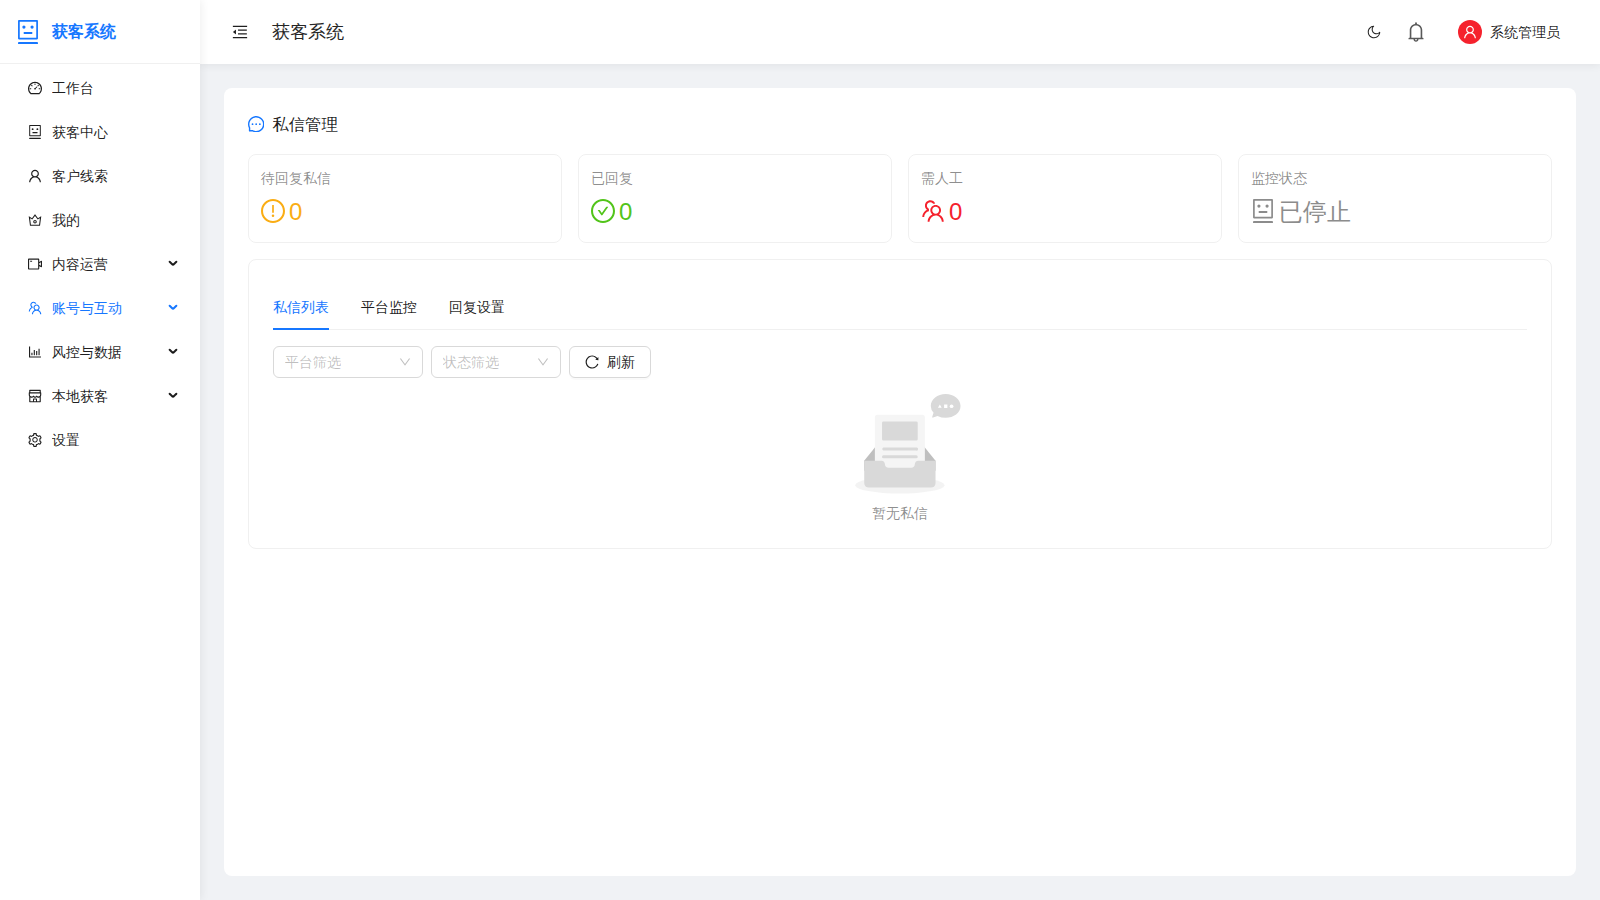 获客系统
获客系统
系统管理员
工作台
获客中心
客户线索
我的
内容运营
账号与互动
风控与数据
本地获客
设置
私信管理
待回复私信
0
已回复
0
需人工
0
监控状态
已停止
私信列表 平台监控 回复设置
平台筛选 状态筛选 刷新
暂无私信